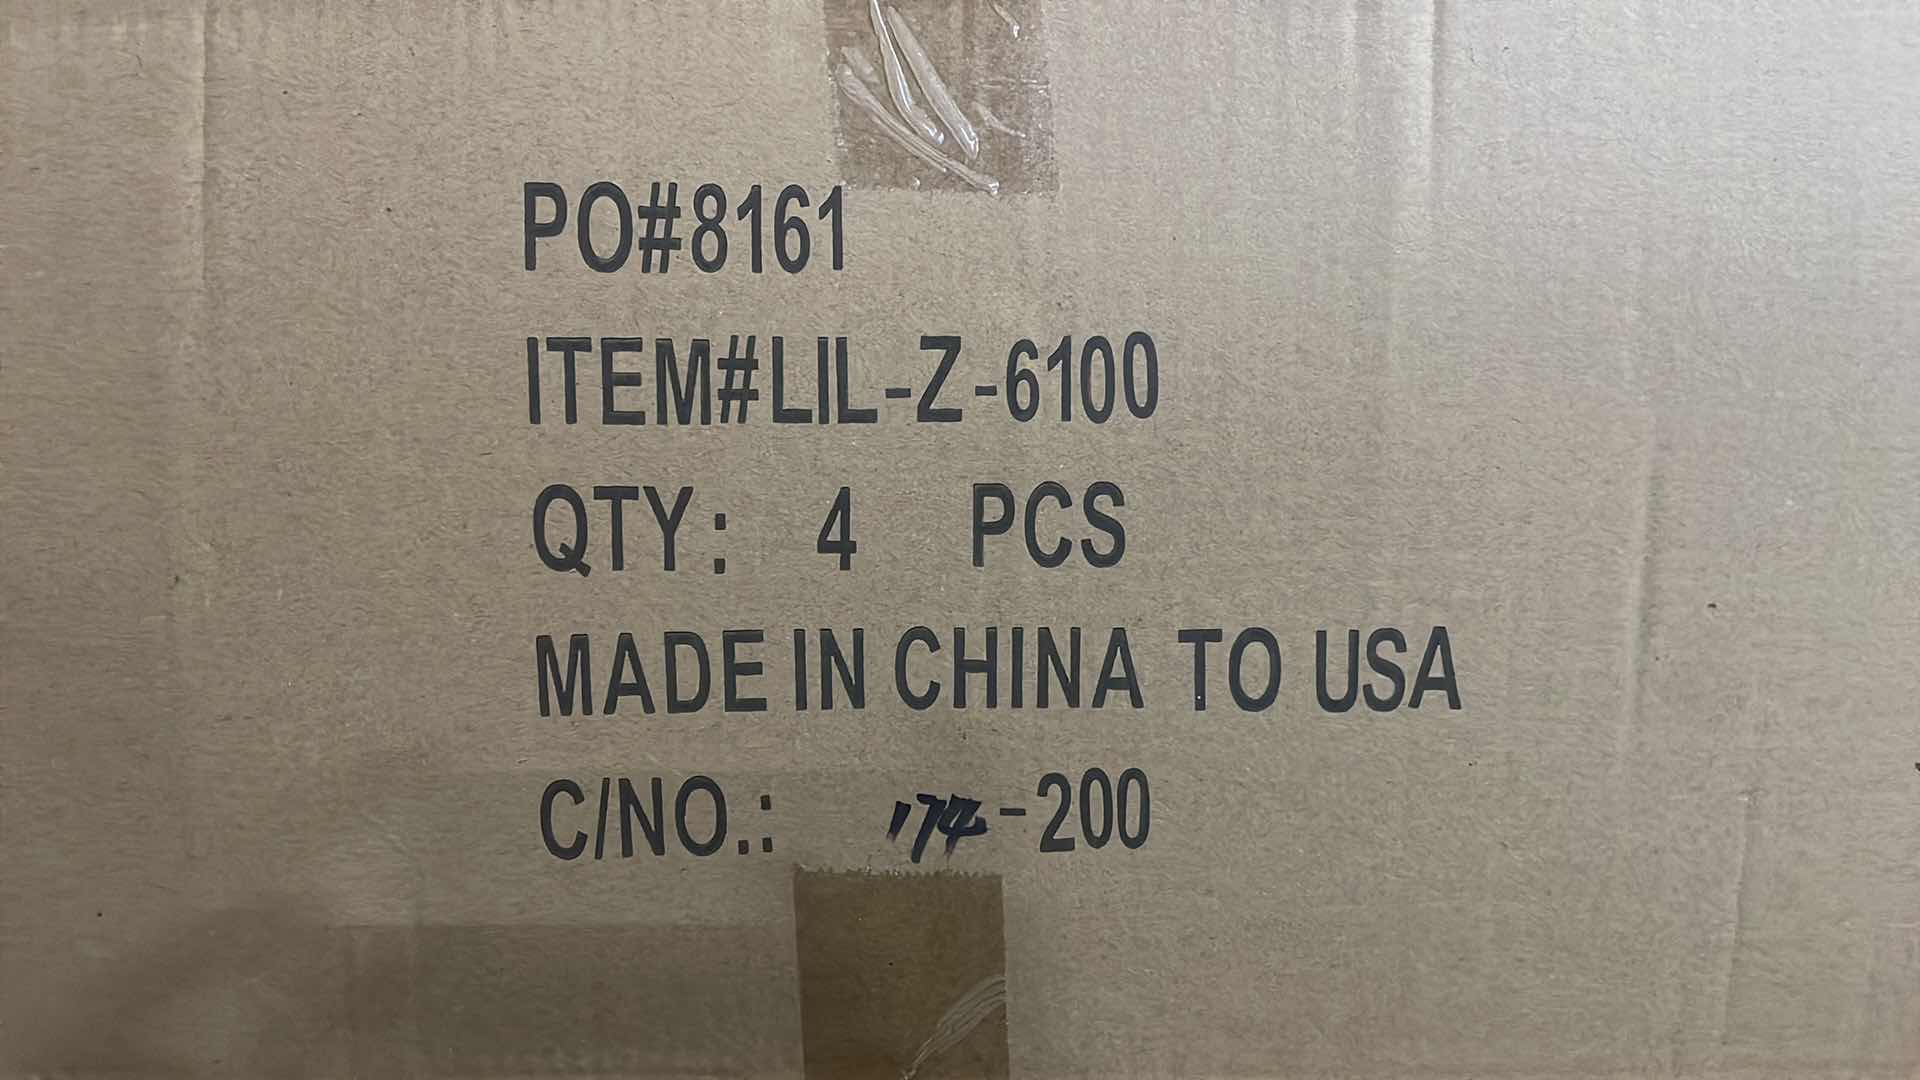 PO#8161
ITEM#LIL-Z-6100
QTY: 4 PCS
MADE IN CHINA TO USA
C/NO.: 174-200